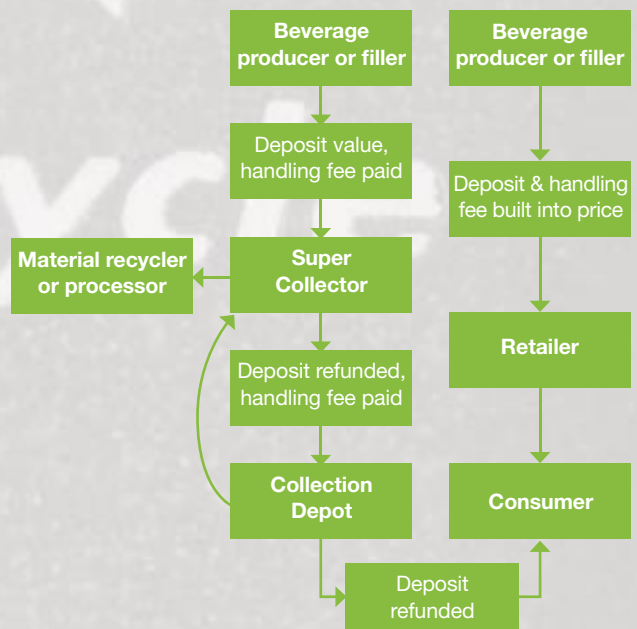 Beverage
producer or filler
Beverage
producer or filler
Deposit value,
handling fee paid
Deposit & handling
fee built into price
Material recycler
or processor
Super
Collector
Retailer
Deposit refunded,
handling fee paid
Collection
Depot
Consumer
Deposit
refunded
ycle